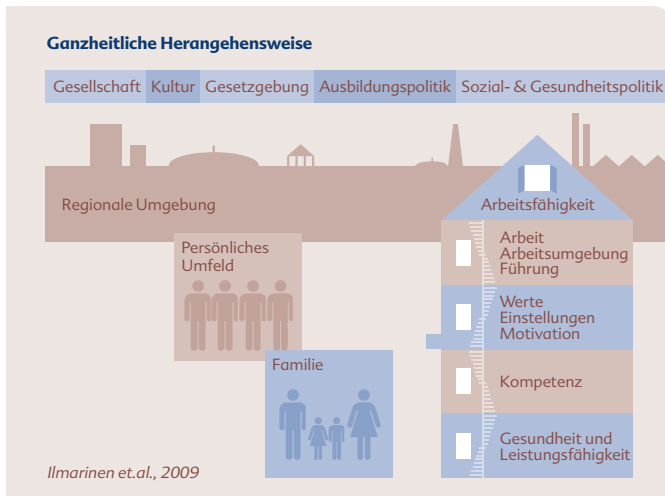 Ganzheitliche Herangehensweise
Gesellschaft Kultur Gesetzgebung Ausbildungspolitik Sozial- & Gesundheitspolitik
Regionale Umgebung
Arbeitsfähigkeit
Persönliches
Umfeld
Familie
Arbeit
Arbeitsumgebung
Führung
Werte
Einstellungen
Motivation
Kompetenz
Gesundheit und
Leistungsfähigkeit
Ilmarinen et.al., 2009